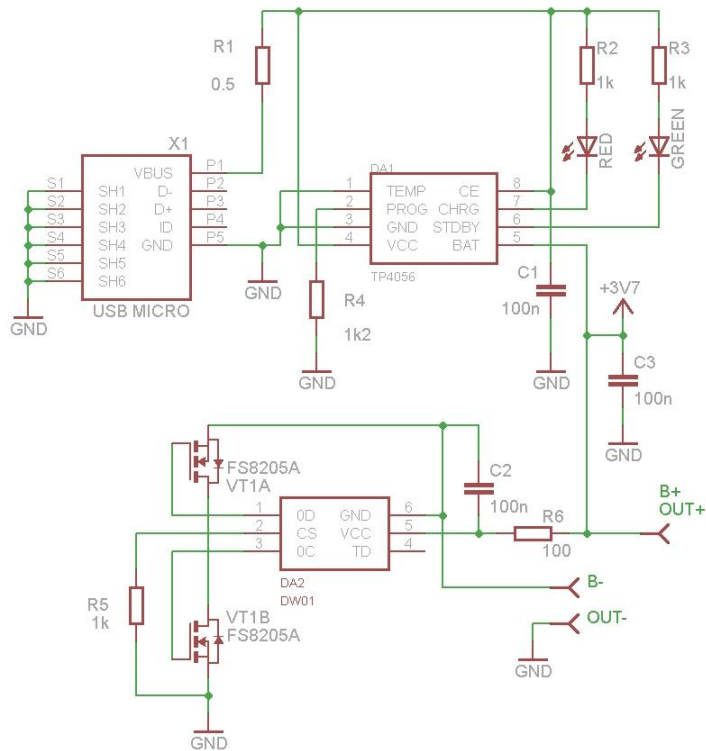 R1
0.5
R2
1k
R3
1k
RED
GREEN
X1
VBUS
D-
D+
ID
GND
P1
P2
P3
P4
P5
S1
S2
S3
S4
S5
S6
SH1
SH2
SH3
SH4
SH5
SH6
USB MICRO
GND
GND
DA1
1
2
3
4
TEMP
PROG
GND
VCC
CE
CHRG
STDBY
BAT
8
7
6
5
TP4056
R4
1k2
GND
C1
100n
GND
+3V7
C3
100n
GND
FS8205A
VT1A
C2
100n
1
2
3
0D
CS
0C
GND
VCC
TD
6
5
4
DA2
DW01
R6
100
B+
OUT+
B-
OUT-
GND
R5
1k
VT1B
FS8205A
GND